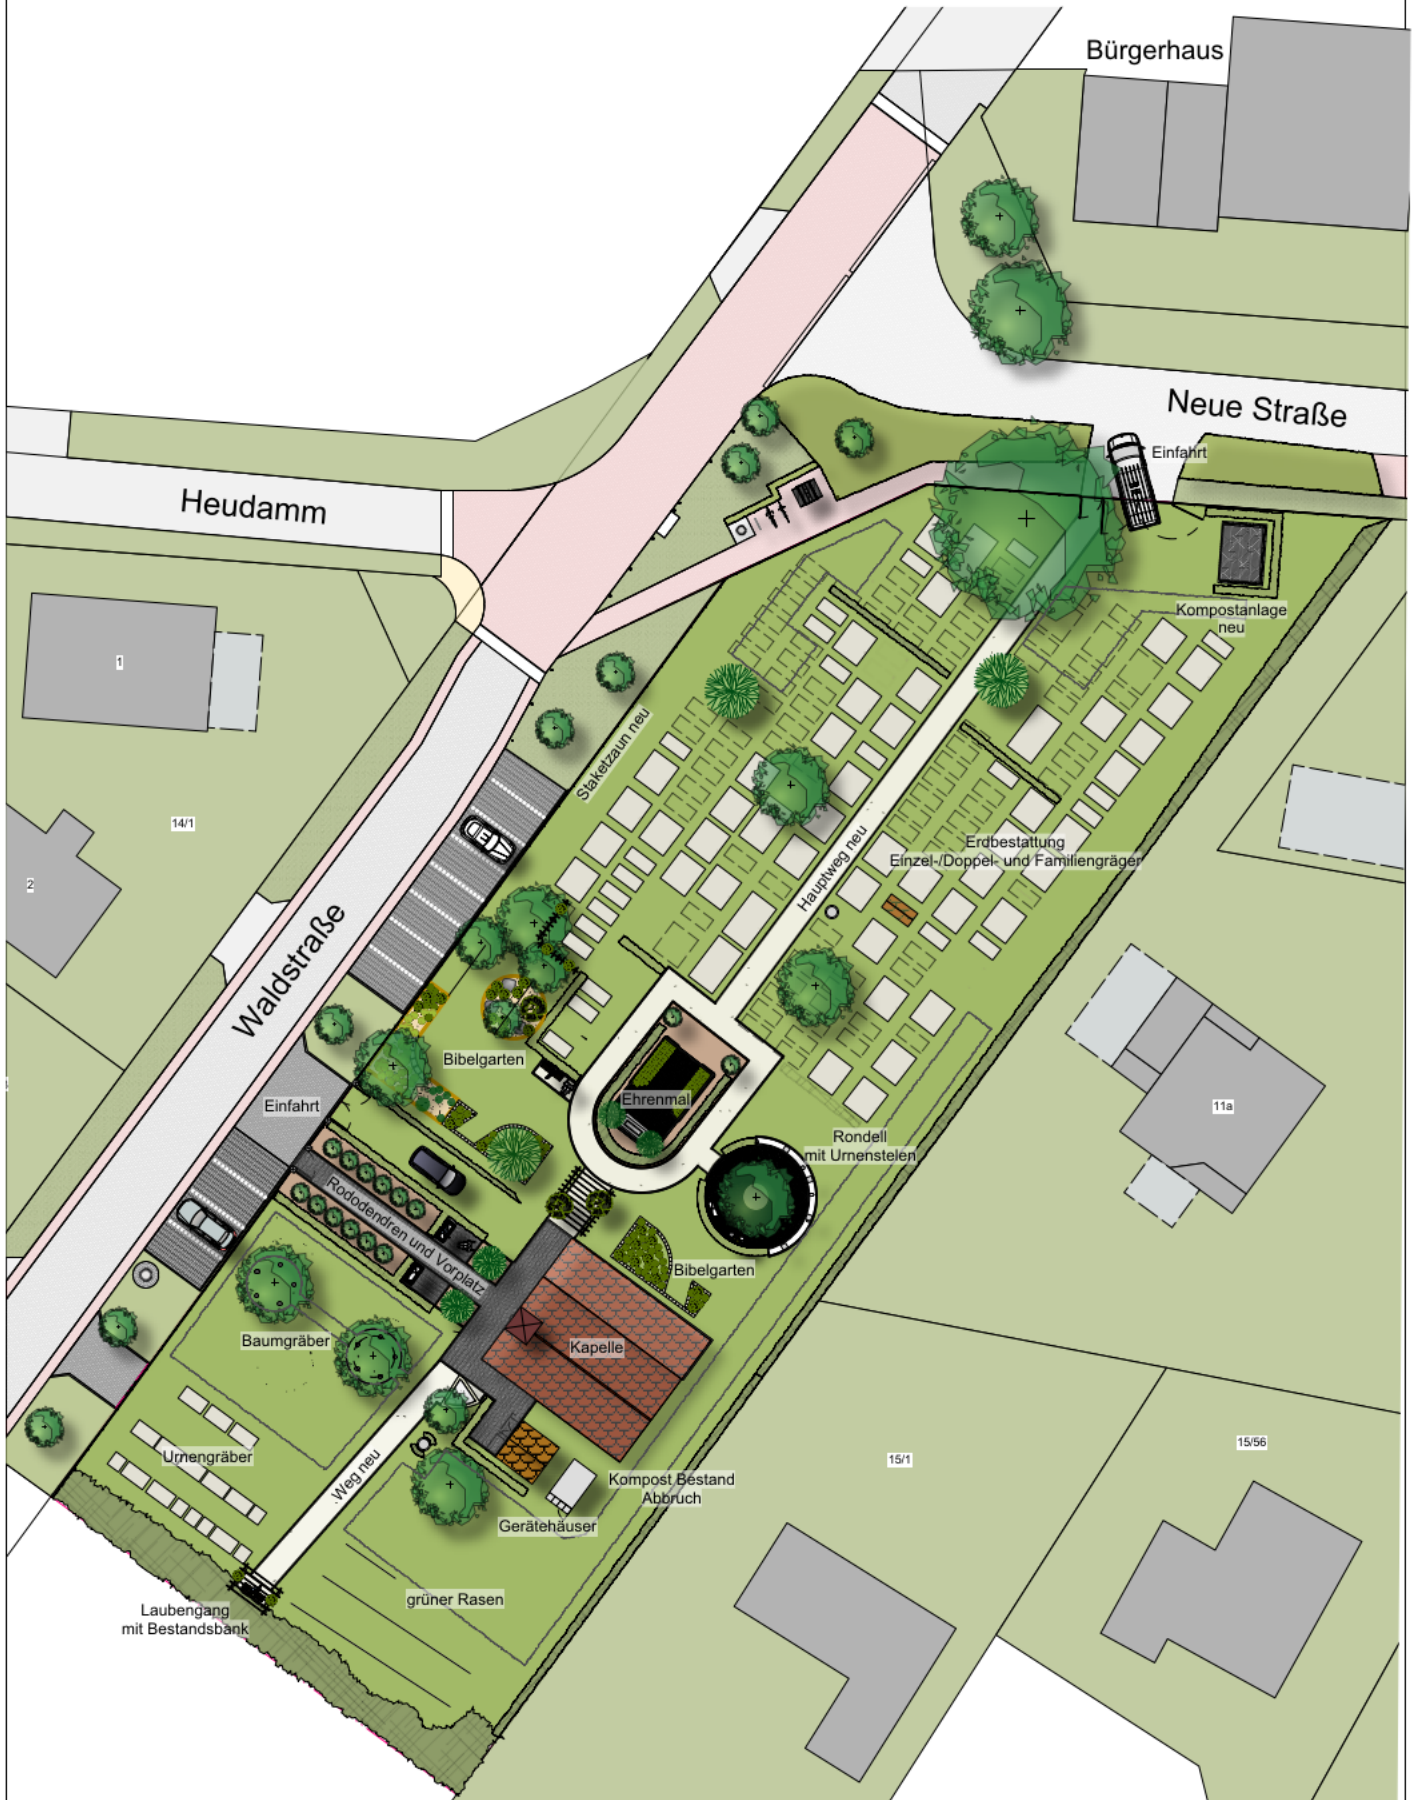 Bürgerhaus
Neue Straße
Einfahrt
Heudamm
Kompostanlage
neu
1
Staketzaun neu
14/1
2
Hauptweg neu
Erdbestattung
Einzel-/Doppel- und Familiengräger
Waldstraße
Bibelgarten
Einfahrt
Ehrenmal
11a
Rondell
mit Urnenstelen
Rododendren und Vorplatz
Bibelgarten
Baumgräber
Kapelle
Urnengräber
Weg neu
15/1
15/56
Kompost Bestand
Abbruch
Gerätehäuser
grüner Rasen
Laubengang
mit Bestandsbank